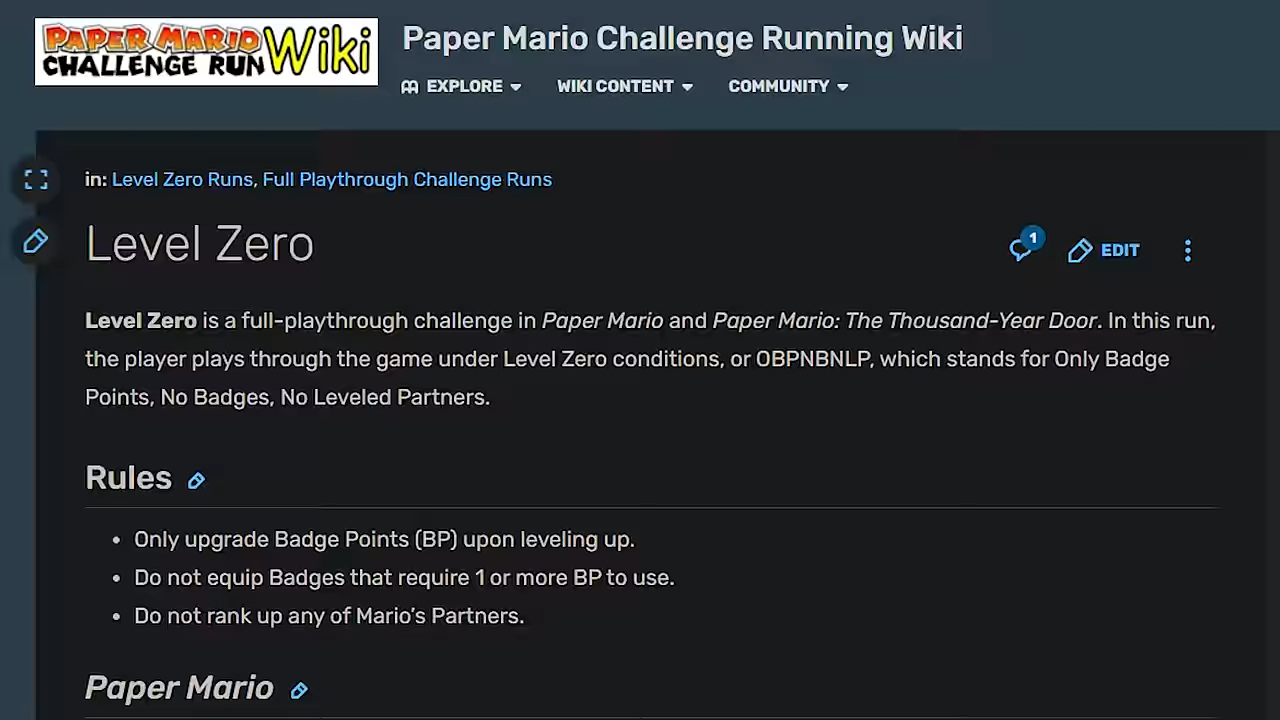 PAPER MARIO
CHALLENGE RUN Wiki
Paper Mario Challenge Running Wiki
EXPLORE WIKI CONTENT COMMUNITY
in: Level Zero Runs, Full Playthrough Challenge Runs
Level Zero
1
EDIT
Level Zero is a full-playthrough challenge in Paper Mario and Paper Mario: The Thousand-Year Door. In this run,
the player plays through the game under Level Zero conditions, or OBPNBNLP, which stands for Only Badge
Points, No Badges, No Leveled Partners.
Rules
• Only upgrade Badge Points (BP) upon leveling up.
• Do not equip Badges that require 1 or more BP to use.
• Do not rank up any of Mario’s Partners.
Paper Mario